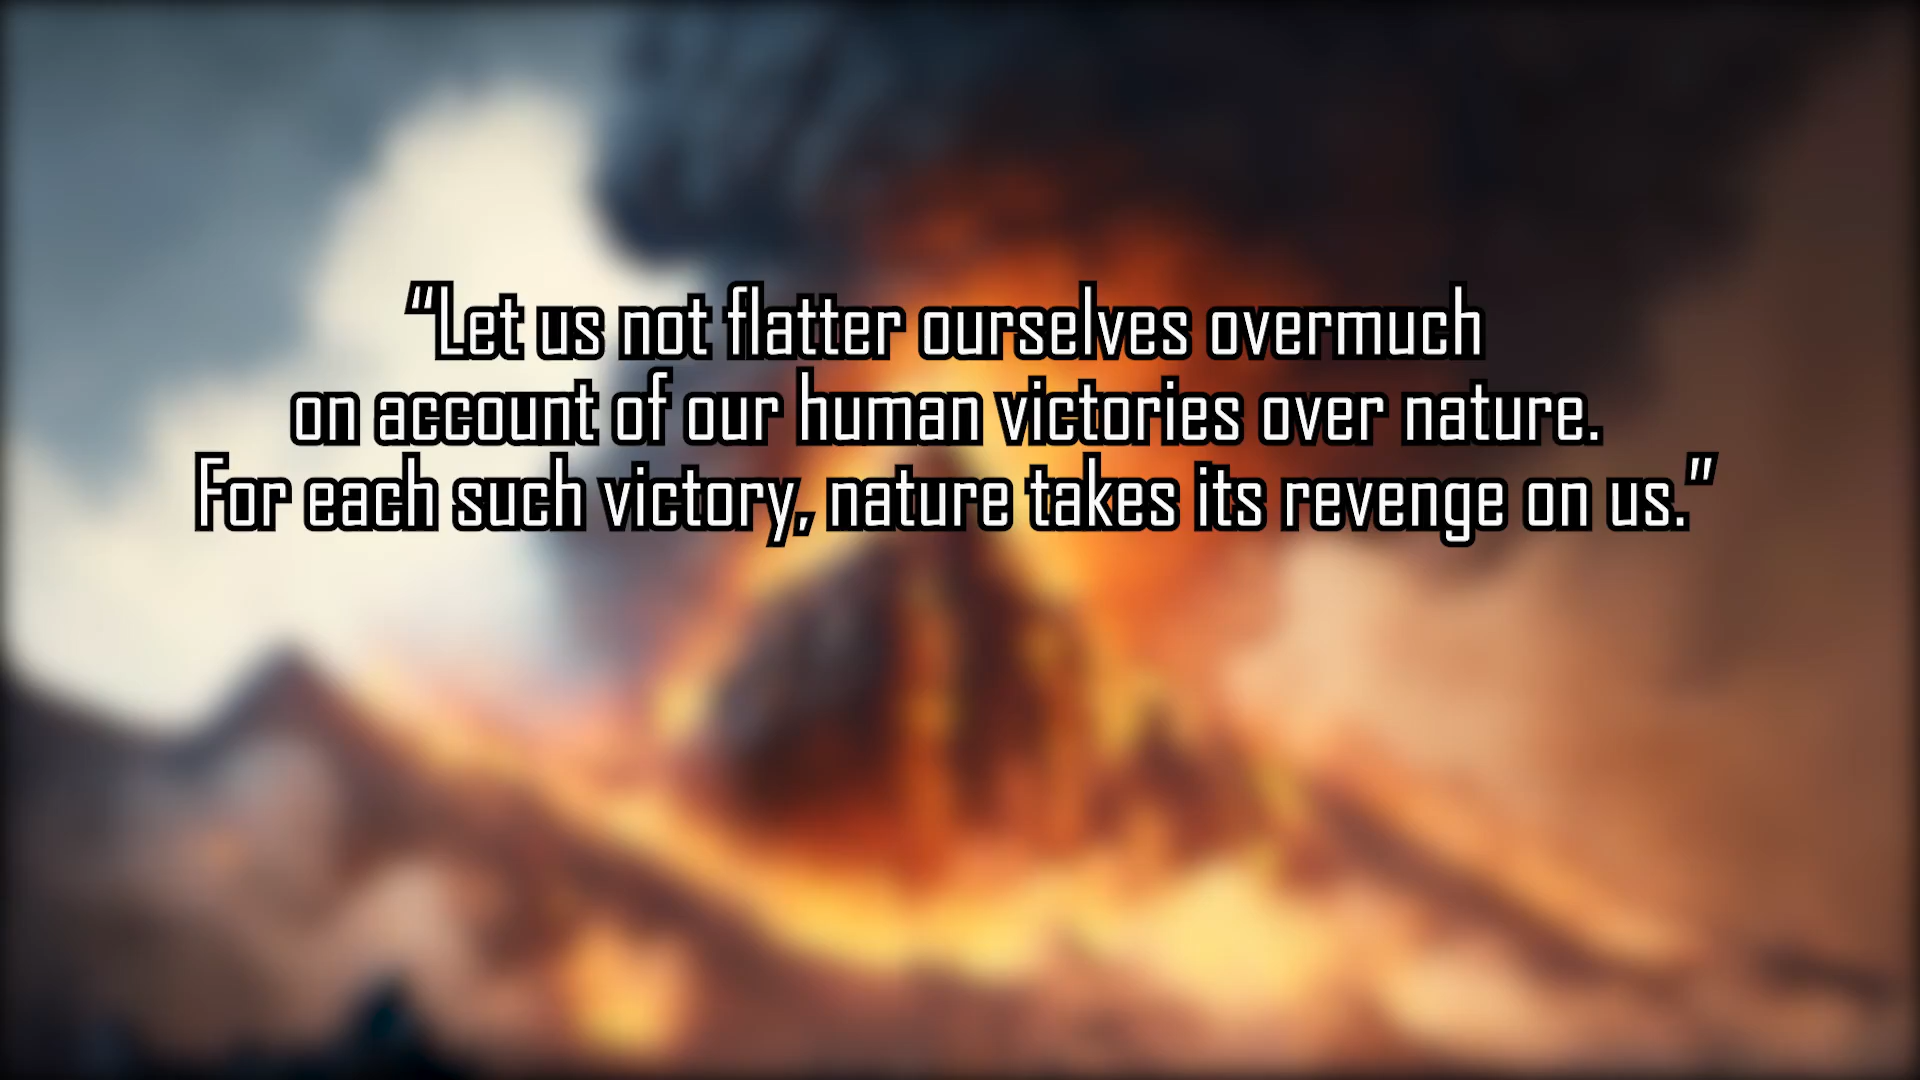 “Let us not flatter ourselves overmuch
on account of our human victories over nature.
For each such victory, nature takes its revenge on us.”